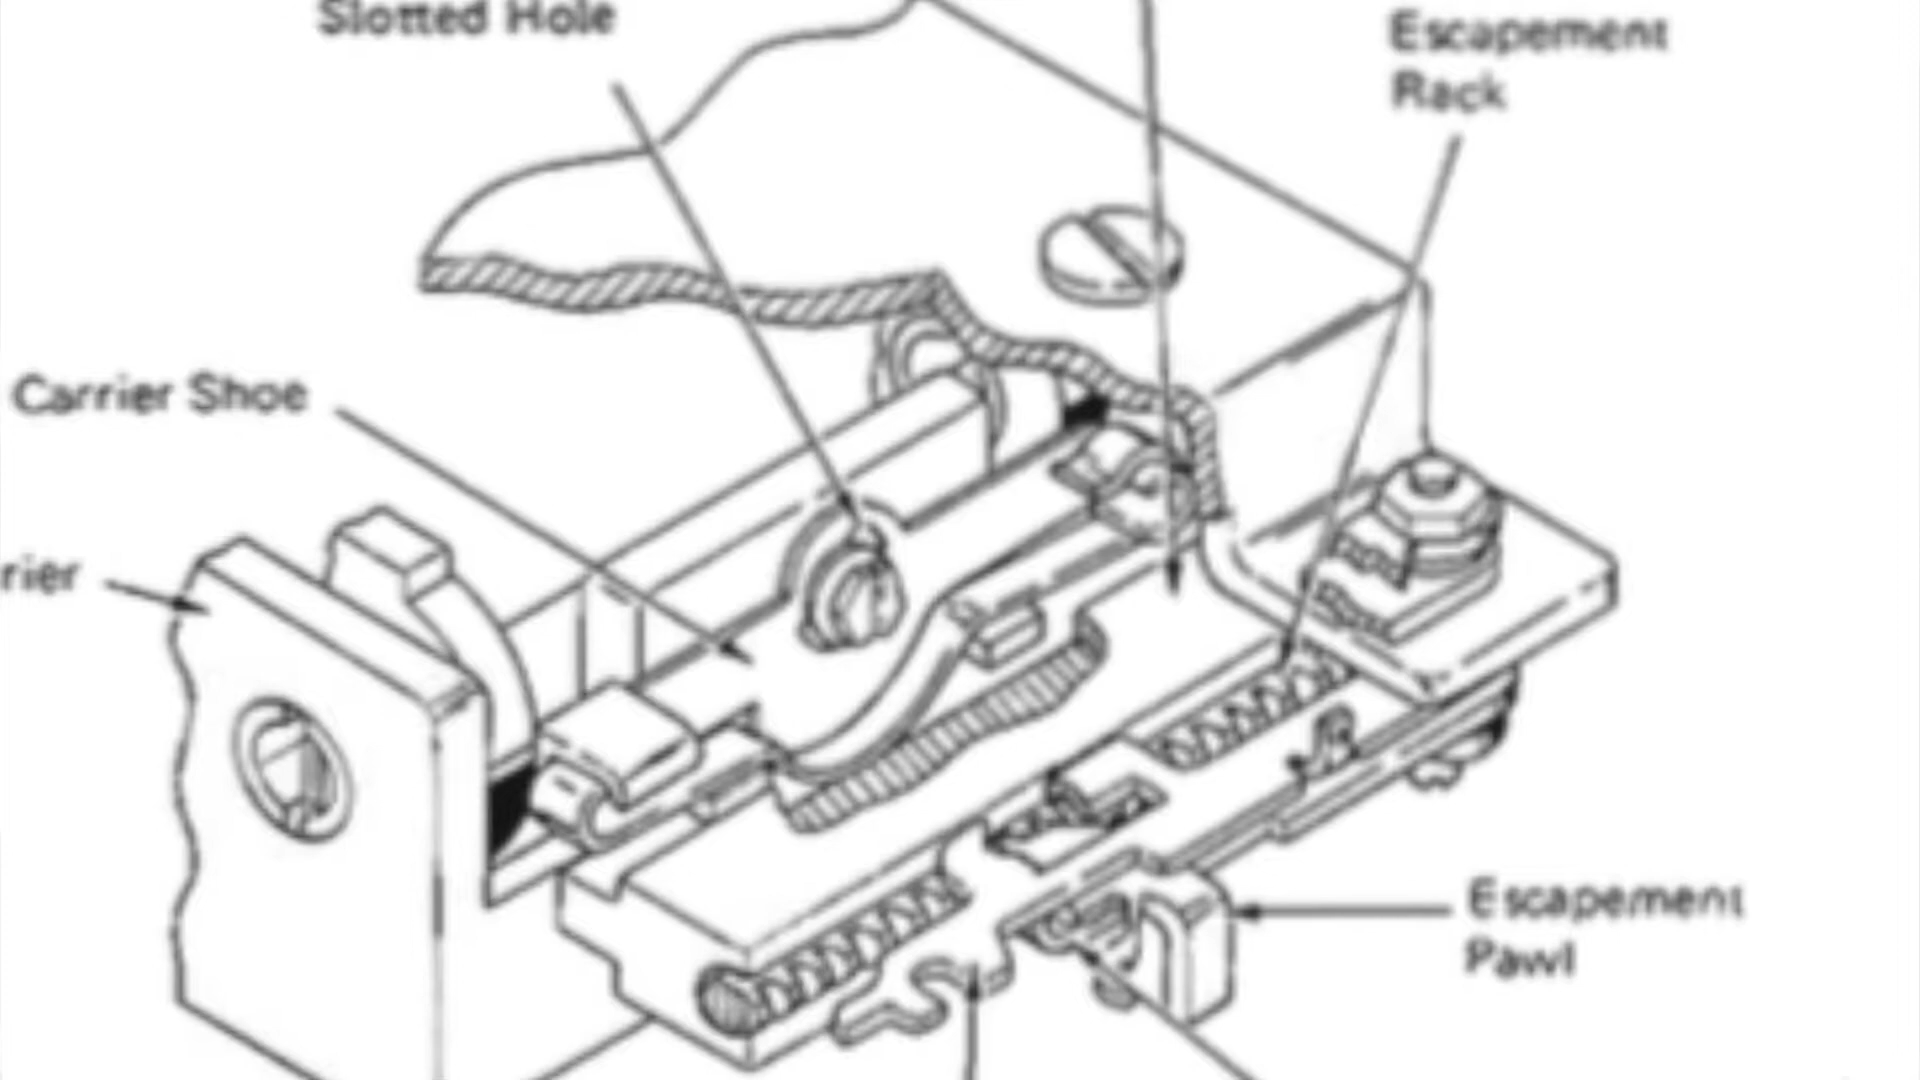 Slotted Hole
Escapement
Rack
Carrier Shoe
rier
Escapement
Pawl